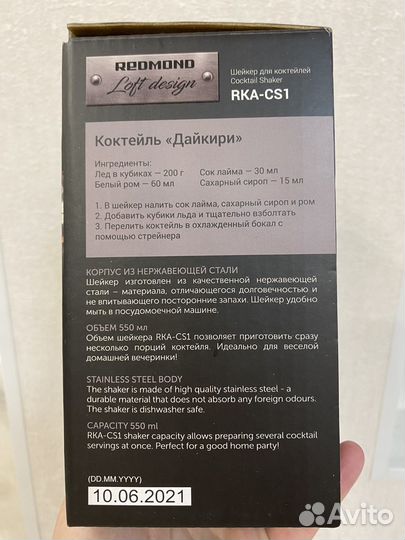 REDMOND
Loft design
Шейкер для коктейлей
Cocktail Shaker
RKA-CS1
Коктейль «Дайкири»
Ингредиенты:
Лед в кубиках — 200 г
Сок лайма — 30 мл
Белый ром — 60 мл
Сахарный сироп — 15 мл
1. В шейкер налить сок лайма, сахарный сироп и ром
2. Добавить кубики льда и тщательно взболтать
3. Перелить коктейль в охлажденный бокал с
помощью стрейнера
КОРПУС ИЗ НЕРЖАВЕЮЩЕЙ СТАЛИ
Шейкер изготовлен из качественной нержавеющей
стали – материала, отличающегося долговечностью и
не впитывающего посторонние запахи. Шейкер удобно
мыть в посудомоечной машине.
ОБЪЕМ 550 мл
Объем шейкера RKA-CS1 позволяет приготовить сразу
несколько порций коктейля. Идеально для веселой
домашней вечеринки!
STAINLESS STEEL BODY
The shaker is made of high quality stainless steel - a
durable material that does not absorb any foreign odours.
The shaker is dishwasher safe.
CAPACITY 550 ml
RKA-CS1 shaker capacity allows preparing several cocktail
servings at once. Perfect for a good home party!
(DD.MM.YYYY)
10.06.2021
Avito